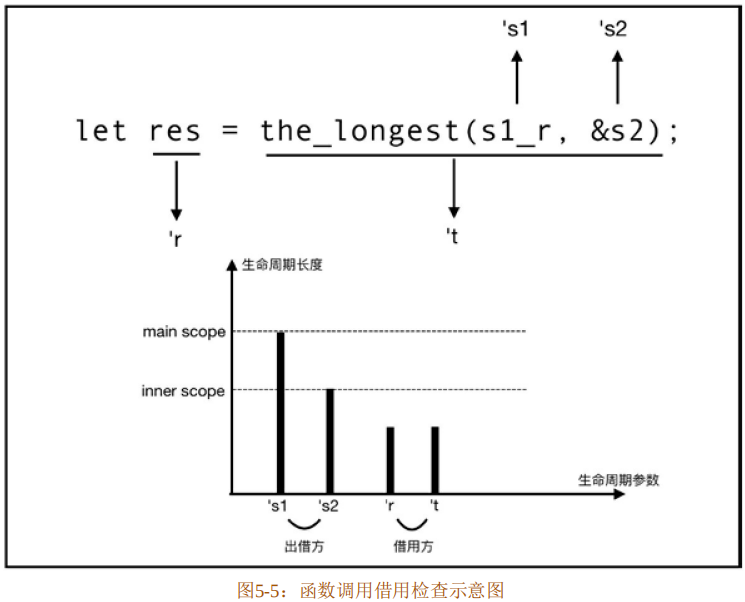 's1 's2
let res = the_longest(s1_r, &s2);
'r 't
生命周期长度
main scope
inner scope
生命周期参数
's1 's2 'r 't
出借方 借用方
图5-5：函数调用借用检查示意图